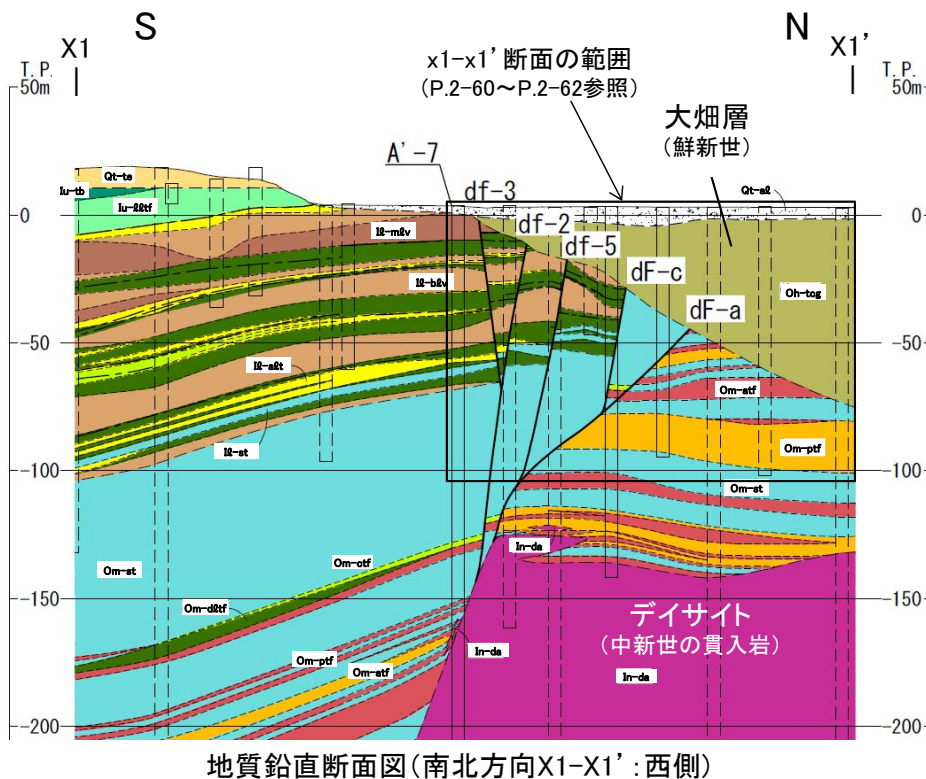 S
N
X1
X1'
T.P.
50m
T.P.
50m
x1-x1'断面の範囲
(P.2-60～P.2-62参照)
大畑層
(鮮新世)
A'-7
Qt-te
Iu-tb
Iu-ℓℓtf
df-3
Qt-aℓ
0
0
Iℓ-mℓv
df-2
df-5
Iℓ-bℓv
dF-c
Oh-tcg
dF-a
-50
-50
Iℓ-aℓt
Om-atf
Iℓ-st
Om-ptf
-100
-100
Om-st
Om-st
Om-ctf
In-da
-150
-150
Om-dℓtf
デイサイト
(中新世の貫入岩)
Om-ptf
In-da
Om-atf
In-da
-200
-200
地質鉛直断面図(南北方向X1-X1'：西側)